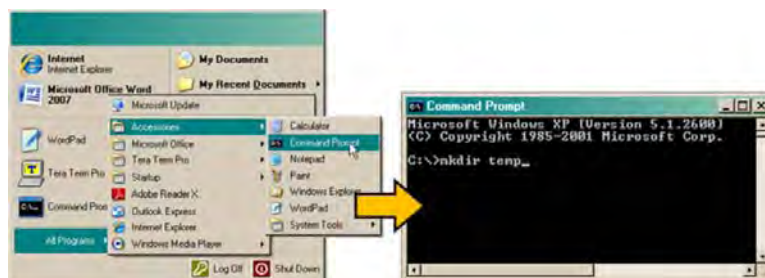 Internet
Internet Explorer
Microsoft Office Word
2007
WordPad
Tera Term Pro
Command Prom
All Programs
My Documents
My Recent Documents
Microsoft Update
Accessories
Microsoft Office
Tera Term Pro
Startup
Adobe Reader X
Outlook Express
Internet Explorer
Windows Media Player
Calculator
Command Prompt
Notepad
Paint
Windows Explorer
WordPad
System Tools
Log Off
Shut Down
Command Prompt
Microsoft Windows XP [Version 5.1.2600]
(C) Copyright 1985-2001 Microsoft Corp.
C:\>mkdir temp_